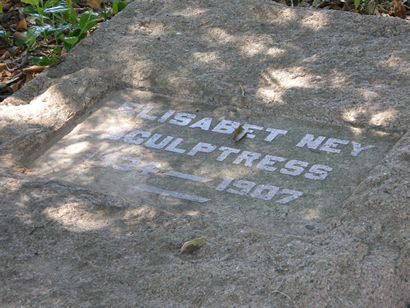 ELISABET NEY
SCULPTRESS
— 1907